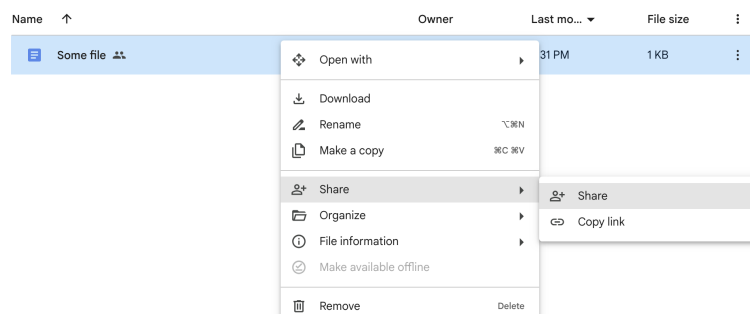 Name Owner Last mo... File size
Some file 31 PM 1 KB
Open with
Download
Rename ⌥⌘N
Make a copy ⌘C ⌘V
Share
Share
Organize
Copy link
File information
Make available offline
Remove Delete